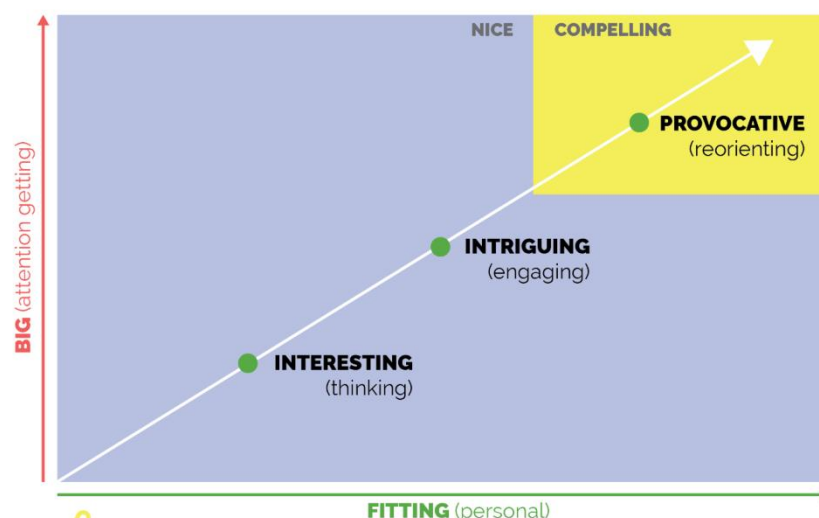 NICE COMPELLING
PROVOCATIVE
(reorienting)
INTRIGUING
(engaging)
INTERESTING
(thinking)
BIG (attention getting)
FITTING (personal)